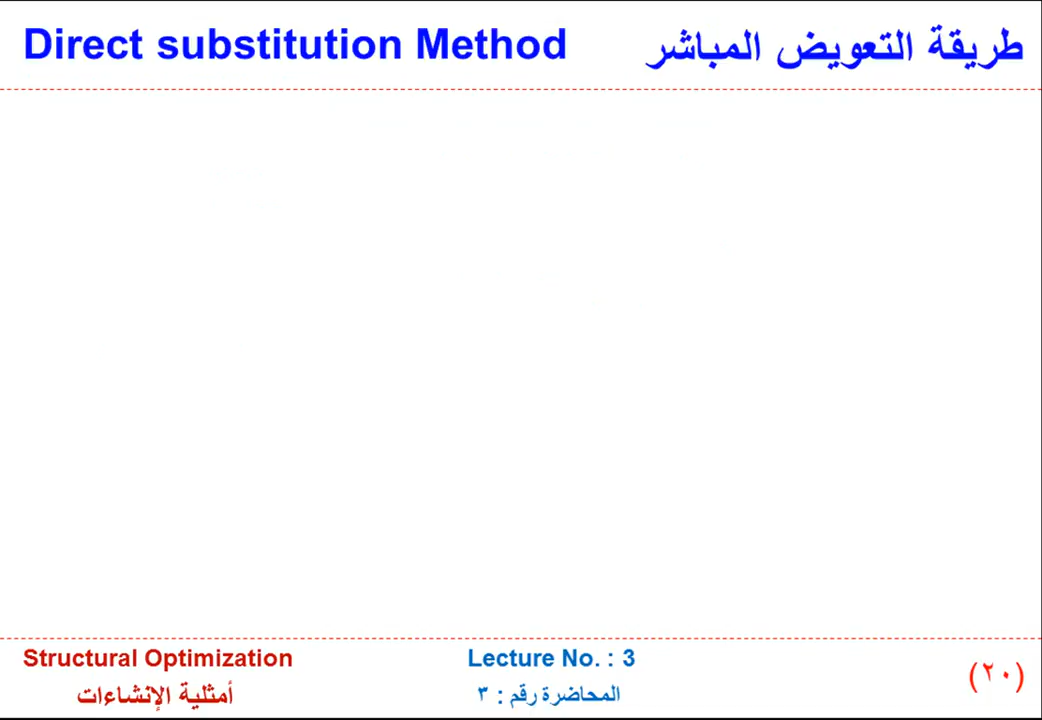 Direct substitution Method
طريقة التعويض المباشر
Structural Optimization
أمثلية الإنشاءات
Lecture No. : 3
المحاضرة رقم : ٣
(٢٠)